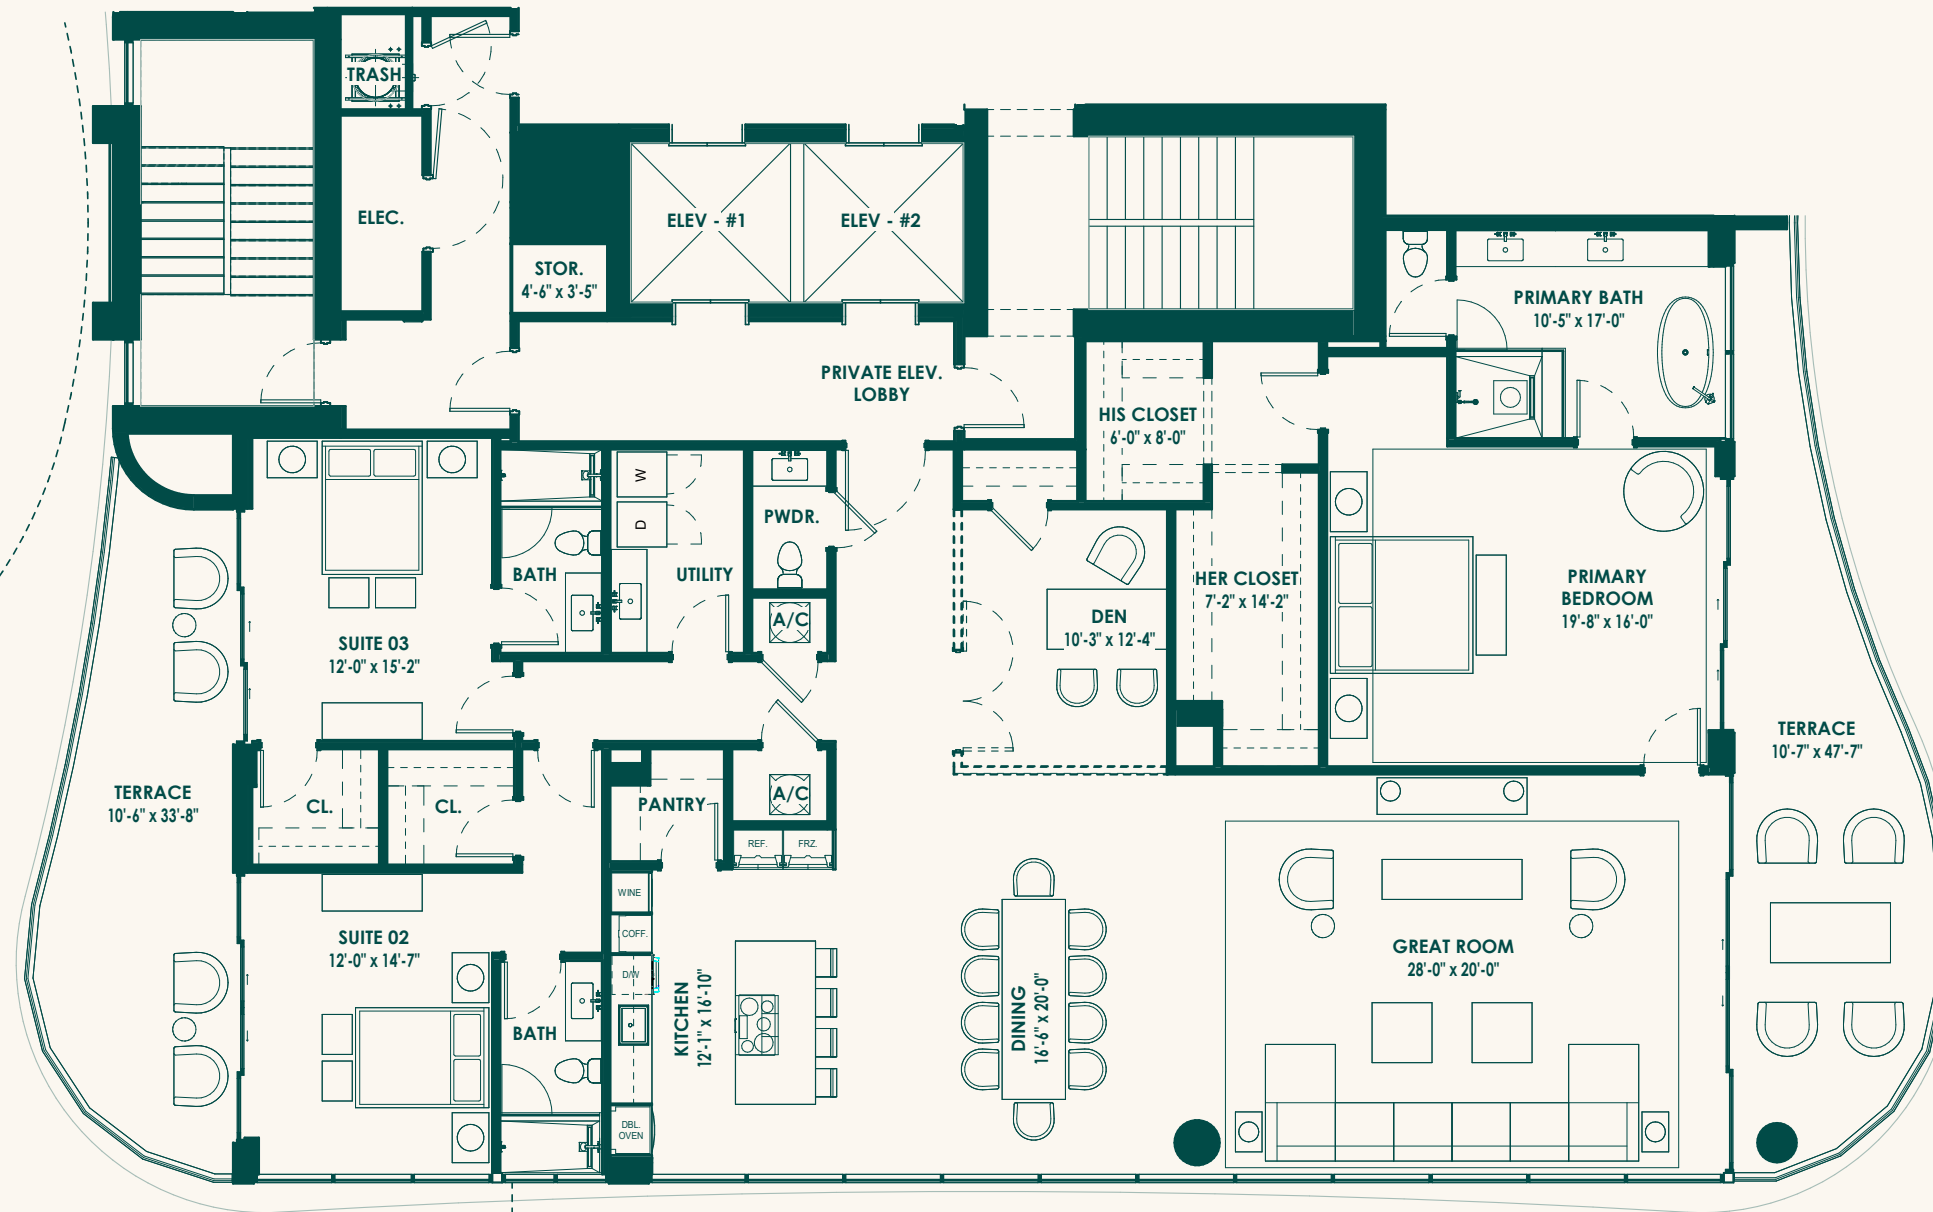 TRASH
ELEC.
STOR.
4'-6" x 3'-5"
ELEV - #1
ELEV - #2
PRIVATE ELEV.
LOBBY
PRIMARY BATH
10'-5" x 17'-0"
HIS CLOSET
6'-0" x 8'-0"
W
D
PWDR.
BATH
UTILITY
A/C
SUITE 03
12'-0" x 15'-2"
DEN
10'-3" x 12'-4"
HER CLOSET
7'-2" x 14'-2"
PRIMARY
BEDROOM
19'-8" x 16'-0"
TERRACE
10'-7" x 47'-7"
TERRACE
10'-6" x 33'-8"
CL.
CL.
PANTRY
A/C
REF.
FRZ.
WINE
COFF.
D/W
SUITE 02
12'-0" x 14'-7"
BATH
KITCHEN
12'-1" x 16'-10"
DINING
16'-6" x 20'-0"
GREAT ROOM
28'-0" x 20'-0"
DBL.
OVEN